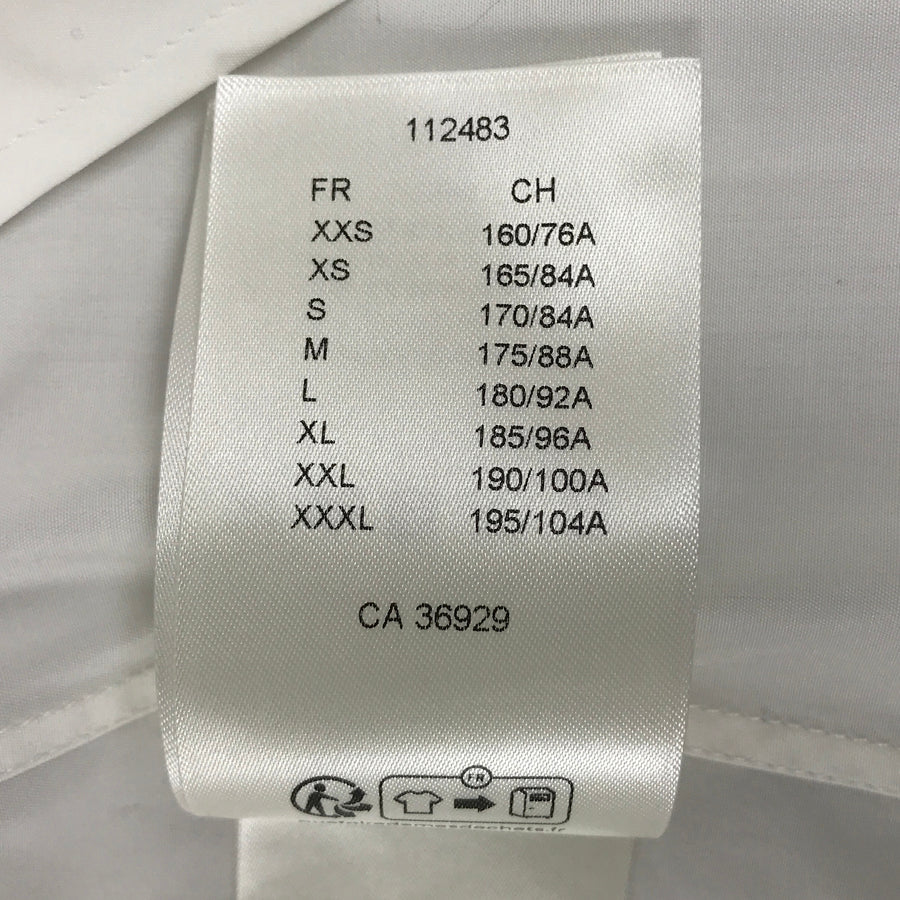 112483
FR CH
XXS 160/76A
XS 165/84A
S 170/84A
M 175/88A
L 180/92A
XL 185/96A
XXL 190/100A
XXXL 195/104A
CA 36929
FR